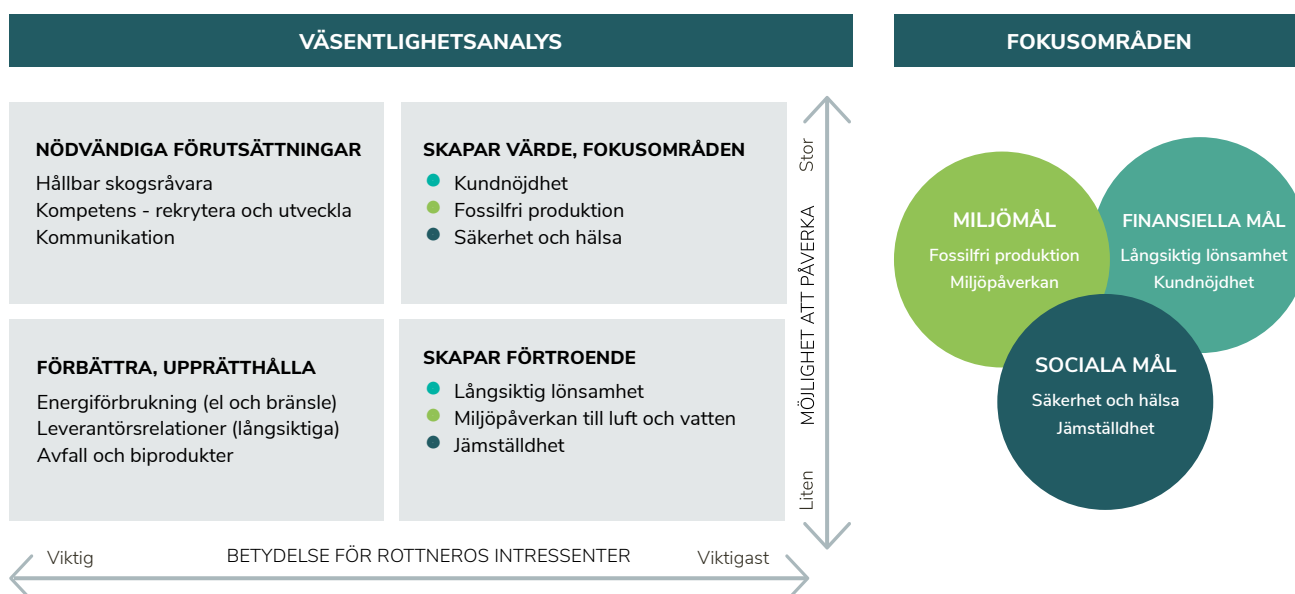 VÄSENTLIGHETSANALYS
NÖDVÄNDIGA FÖRUTSÄTTNINGAR
Hållbar skogsråvara
Kompetens - rekrytera och utveckla
Kommunikation
SKAPAR VÄRDE, FOKUSOMRÅDEN
Kundnöjdhet
Fossilfri produktion
Säkerhet och hälsa
FÖRBÄTTRA, UPPRÄTTHÅLLA
Energiförbrukning (el och bränsle)
Leverantörsrelationer (långsiktiga)
Avfall och biprodukter
SKAPAR FÖRTROENDE
Långsiktig lönsamhet
Miljöpåverkan till luft och vatten
Jämställdhet
Stor
MÖJLIGHET ATT PÅVERKA
Liten
Viktig
BETYDELSE FÖR ROTTNEROS INTRESSENTER
Viktigast
FOKUSOMRÅDEN
MILJÖMÅL
Fossilfri produktion
Miljöpåverkan
FINANSIELLA MÅL
Långsiktig lönsamhet
Kundnöjdhet
SOCIALA MÅL
Säkerhet och hälsa
Jämställdhet